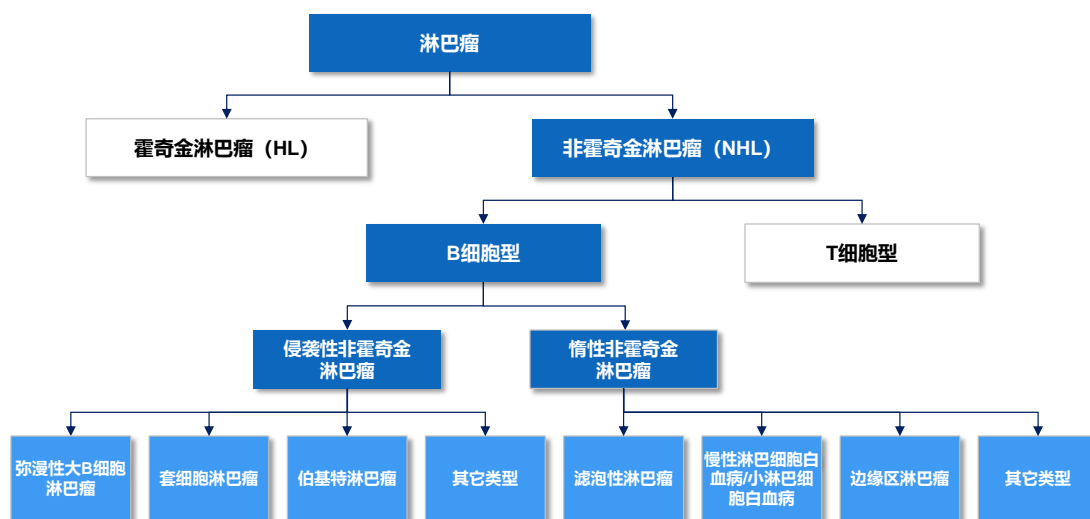 淋巴瘤
霍奇金淋巴瘤（HL）
非霍奇金淋巴瘤（NHL）
B细胞型
T细胞型
侵袭性非霍奇金
淋巴瘤
惰性非霍奇金
淋巴瘤
弥漫性大B细胞
淋巴瘤
套细胞淋巴瘤
伯基特淋巴瘤
其它类型
滤泡性淋巴瘤
慢性淋巴细胞白
血病/小淋巴细
胞白血病
边缘区淋巴瘤
其它类型